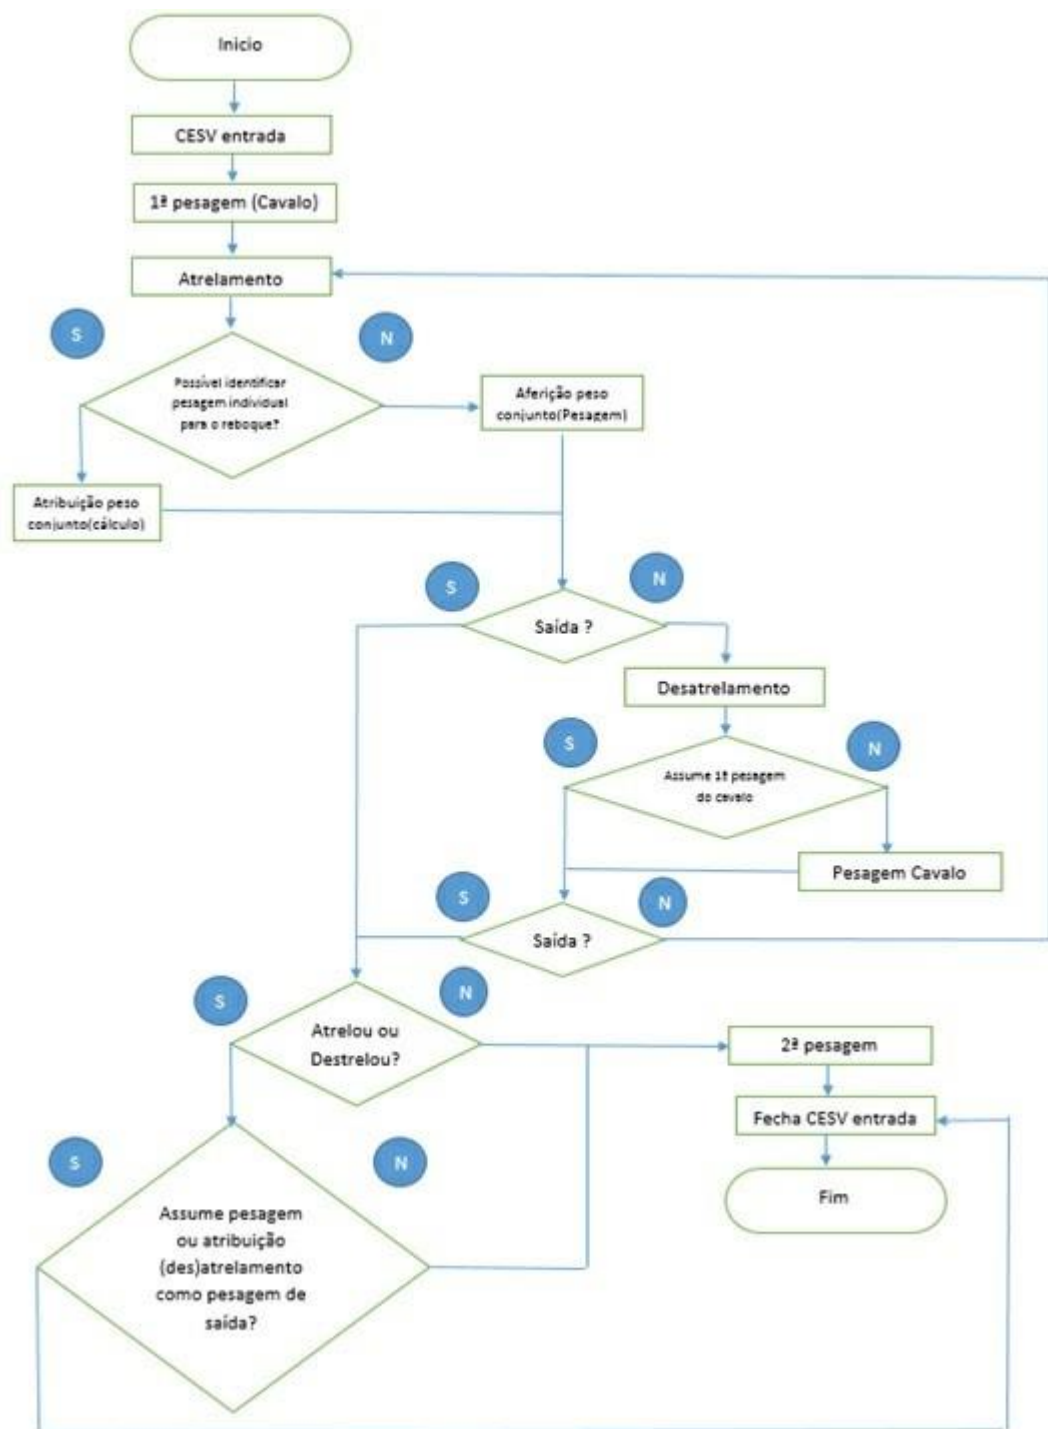 Inicio
CESV entrada
1ª pesagem (Cavalo)
Atrelamento
S
N
Possível identificar
pesagem individual
para o reboque?
Aferição peso
conjunto(Pesagem)
Atribuição peso
conjunto(cálculo)
S
N
Saída ?
Desatrelamento
S
N
Assume 1ª pesagem
do cavalo
Pesagem Cavalo
S
N
Saída ?
S
N
Atrelou ou
Destrelou?
2ª pesagem
Fecha CESV entrada
S
N
Fim
Assume pesagem
ou atribuição
(des)atrelamento
como pesagem de
saída?